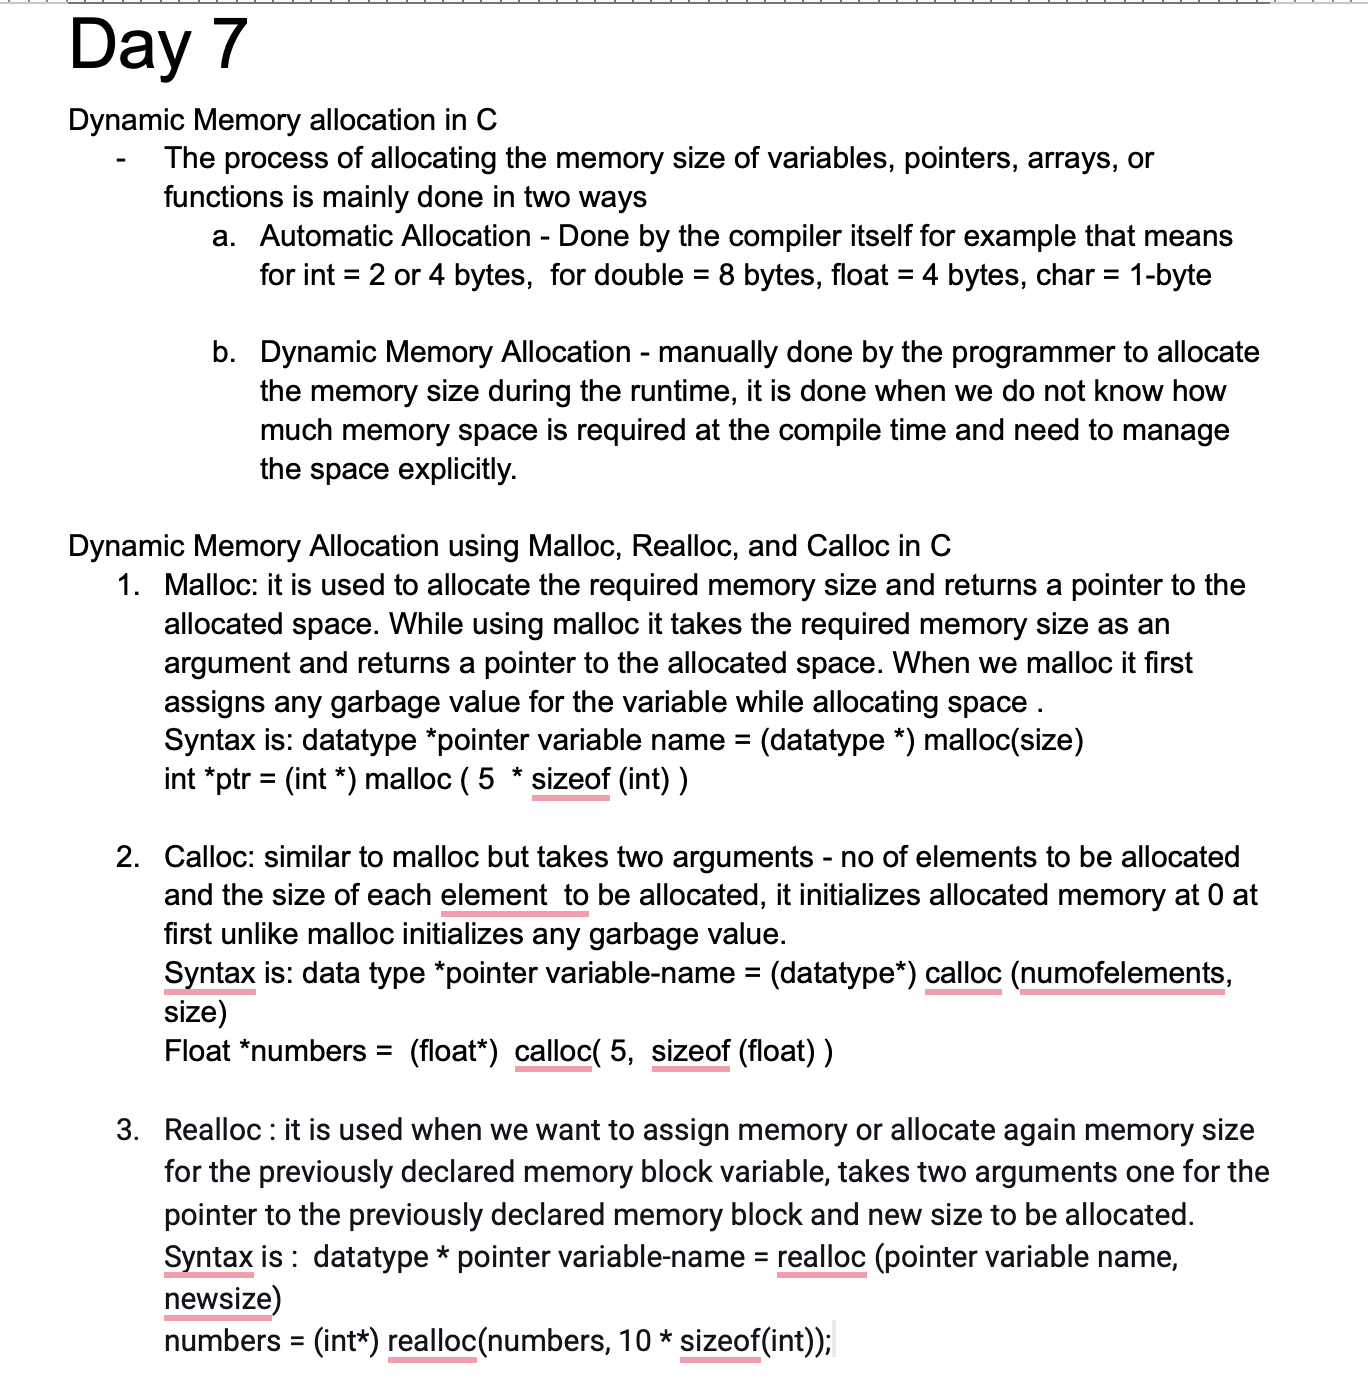 Day 7
Dynamic Memory allocation in C
- The process of allocating the memory size of variables, pointers, arrays, or
functions is mainly done in two ways
a. Automatic Allocation - Done by the compiler itself for example that means
for int = 2 or 4 bytes,  for double = 8 bytes, float = 4 bytes, char = 1-byte
b. Dynamic Memory Allocation - manually done by the programmer to allocate
the memory size during the runtime, it is done when we do not know how
much memory space is required at the compile time and need to manage
the space explicitly.
Dynamic Memory Allocation using Malloc, Realloc, and Calloc in C
1. Malloc: it is used to allocate the required memory size and returns a pointer to the
allocated space. While using malloc it takes the required memory size as an
argument and returns a pointer to the allocated space. When we malloc it first
assigns any garbage value for the variable while allocating space .
Syntax is: datatype *pointer variable name = (datatype *) malloc(size)
int *ptr = (int *) malloc ( 5  * sizeof (int) )
2. Calloc: similar to malloc but takes two arguments - no of elements to be allocated
and the size of each element  to be allocated, it initializes allocated memory at 0 at
first unlike malloc initializes any garbage value.
Syntax is: data type *pointer variable-name = (datatype*) calloc (numofelements,
size)
Float *numbers =  (float*)  calloc( 5,  sizeof (float) )
3. Realloc : it is used when we want to assign memory or allocate again memory size
for the previously declared memory block variable, takes two arguments one for the
pointer to the previously declared memory block and new size to be allocated.
Syntax is :  datatype * pointer variable-name = realloc (pointer variable name,
newsize)
numbers = (int*) realloc(numbers, 10 * sizeof(int));